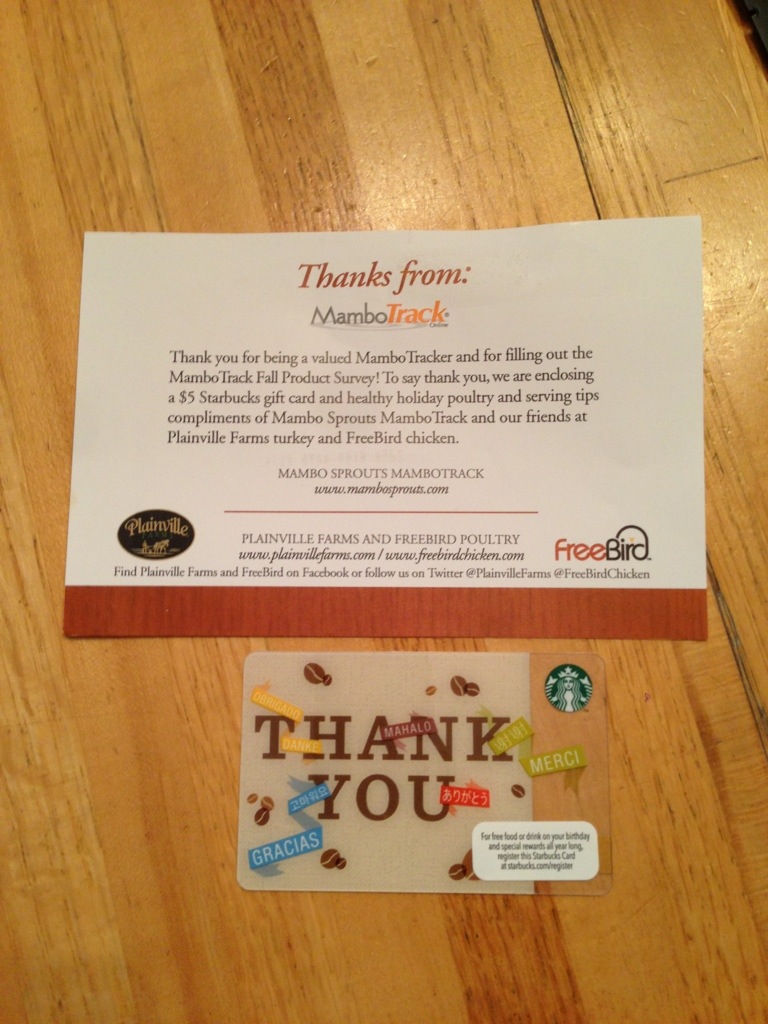 Thanks from:
MamboTrack
Online
Thank you for being a valued MamboTracker and for filling out the
MamboTrack Fall Product Survey! To say thank you, we are enclosing
a $5 Starbucks gift card and healthy holiday poultry and serving tips
compliments of Mambo Sprouts MamboTrack and our friends at
Plainville Farms turkey and FreeBird chicken.
MAMBO SPROUTS MAMBOTRACK
www.mambosprouts.com
Plainville
FARMS
PLAINVILLE FARMS AND FREEBIRD POULTRY
www.plainvillefarms.com / www.freebirdchicken.com
FreeBird
Find Plainville Farms and FreeBird on Facebook or follow us on Twitter @PlainvilleFarms @FreeBirdChicken
OBRIGADO
DANKE
MAHALO
THANK
谢谢
MERCI
고마워요
YOU
ありがとう
GRACIAS
For free food or drink on your birthday
and special rewards all year long,
register this Starbucks Card
at starbucks.com/register